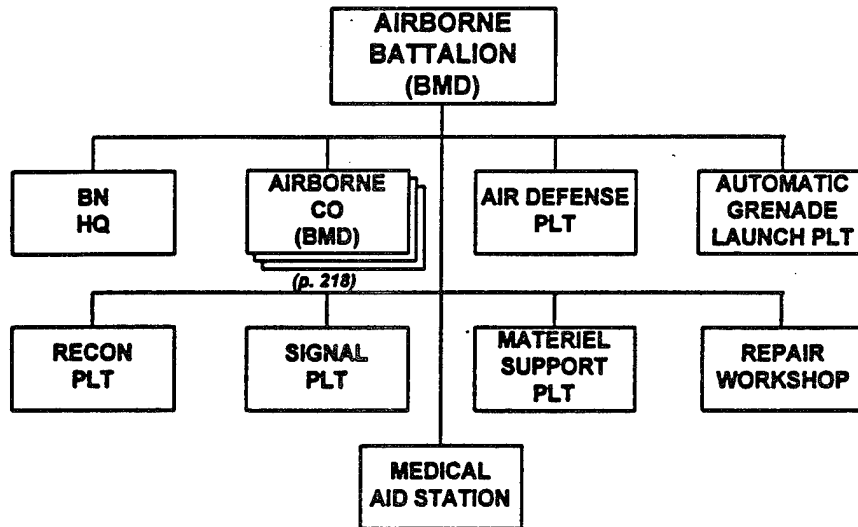 AIRBORNE
BATTALION
(BMD)
BN
HQ
AIRBORNE
CO
(BMD)
(p. 218)
AIR DEFENSE
PLT
AUTOMATIC
GRENADE
LAUNCH PLT
RECON
PLT
SIGNAL
PLT
MATERIEL
SUPPORT
PLT
REPAIR
WORKSHOP
MEDICAL
AID STATION